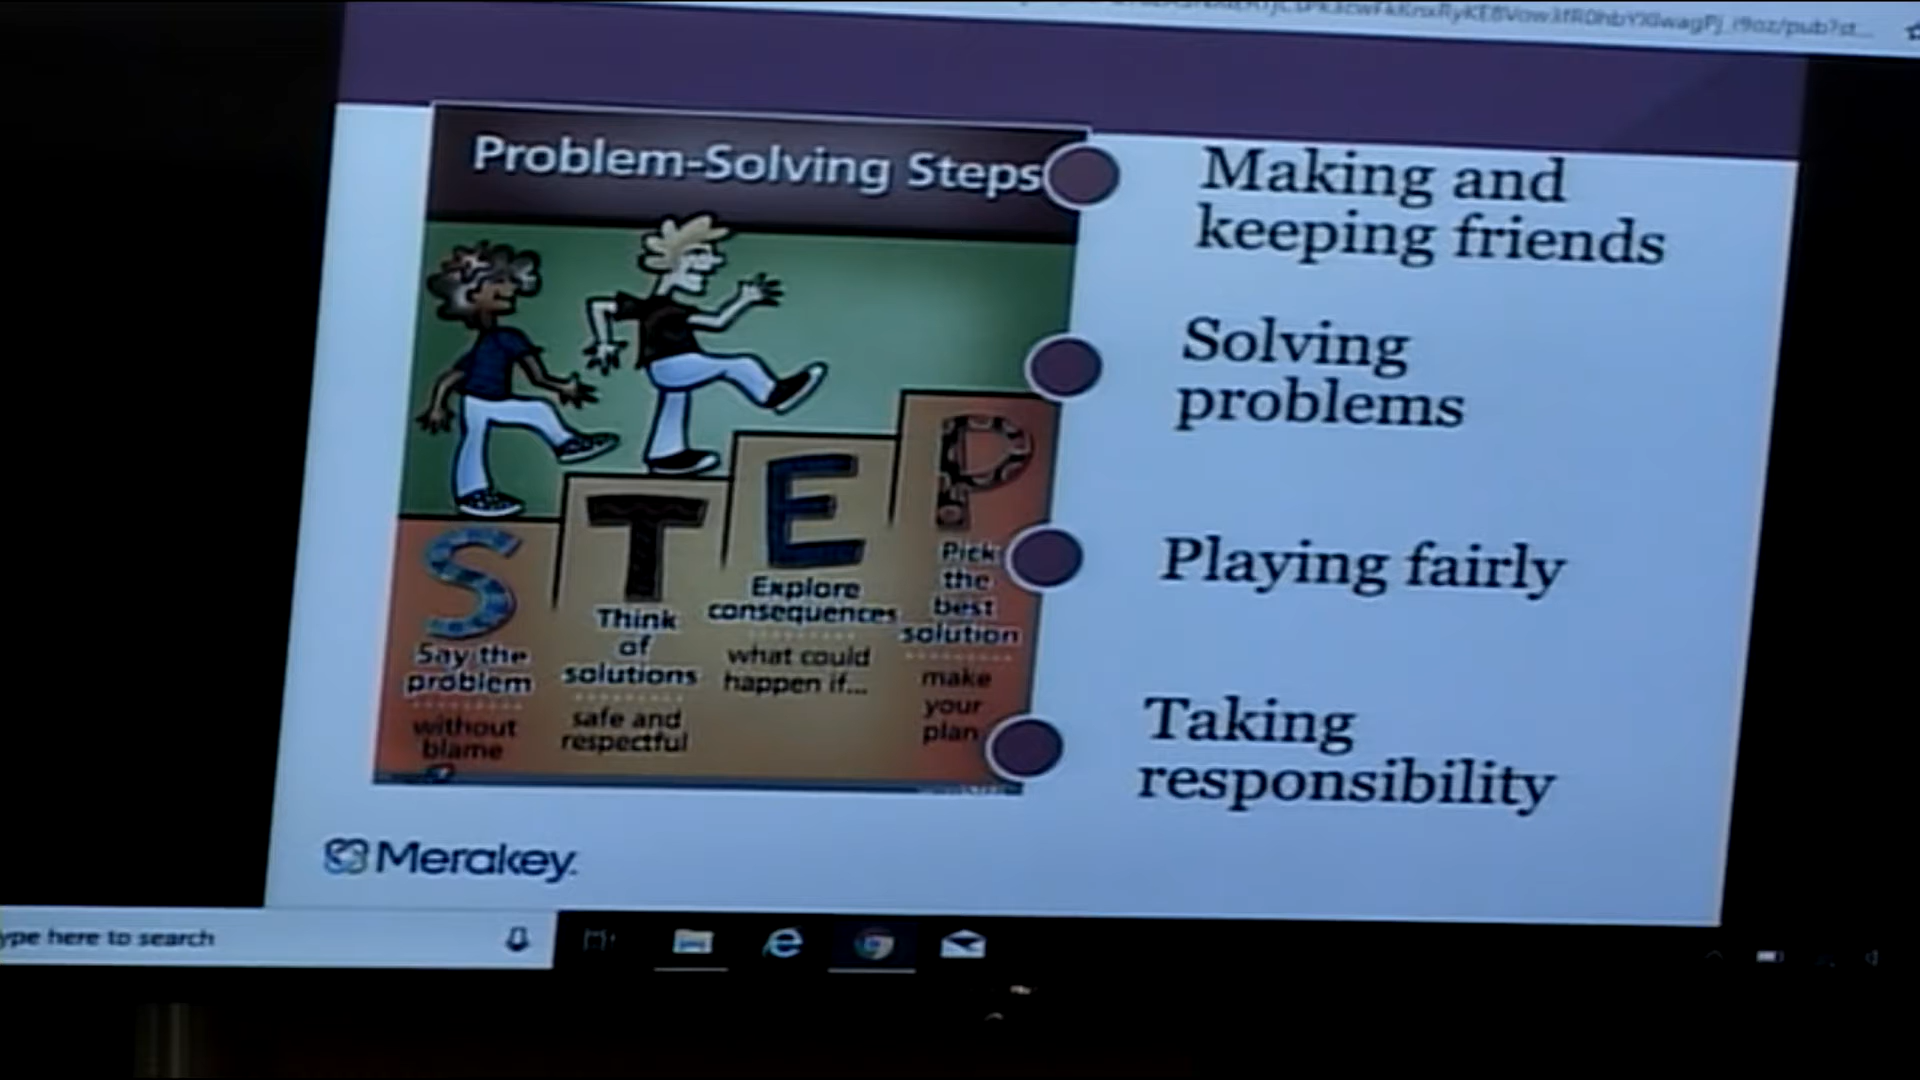 Problem-Solving Steps
S
Say the
problem
without
blame
T
Think
of
solutions
safe and
respectful
E
Explore
consequences
what could
happen if...
P
Pick
the
best
solution
make
your
plan
Making and
keeping friends
Solving
problems
Playing fairly
Taking
responsibility
Merakey.
ype here to search